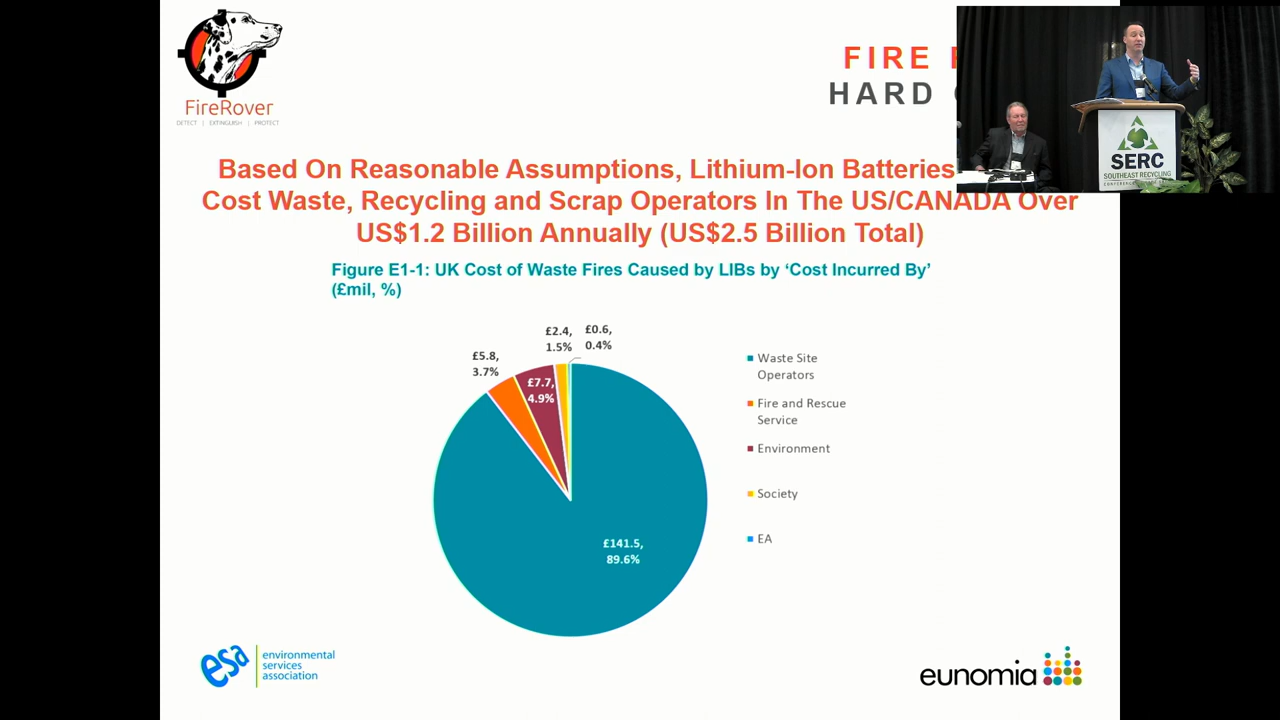 FireRover
DETECT | EXTINGUISH | PROTECT
FIRE
HARD
Based On Reasonable Assumptions, Lithium-Ion Batteries
Cost Waste, Recycling and Scrap Operators In The US/CANADA Over
US$1.2 Billion Annually (US$2.5 Billion Total)
Figure E1-1: UK Cost of Waste Fires Caused by LIBs by ‘Cost Incurred By’
(£mil, %)
£2.4,
1.5%
£0.6,
0.4%
£5.8,
3.7%
£7.7,
4.9%
£141.5,
89.6%
Waste Site
Operators
Fire and Rescue
Service
Environment
Society
EA
esa
environmental
services
association
eunomia
SERC
SOUTHEAST RECYCLING